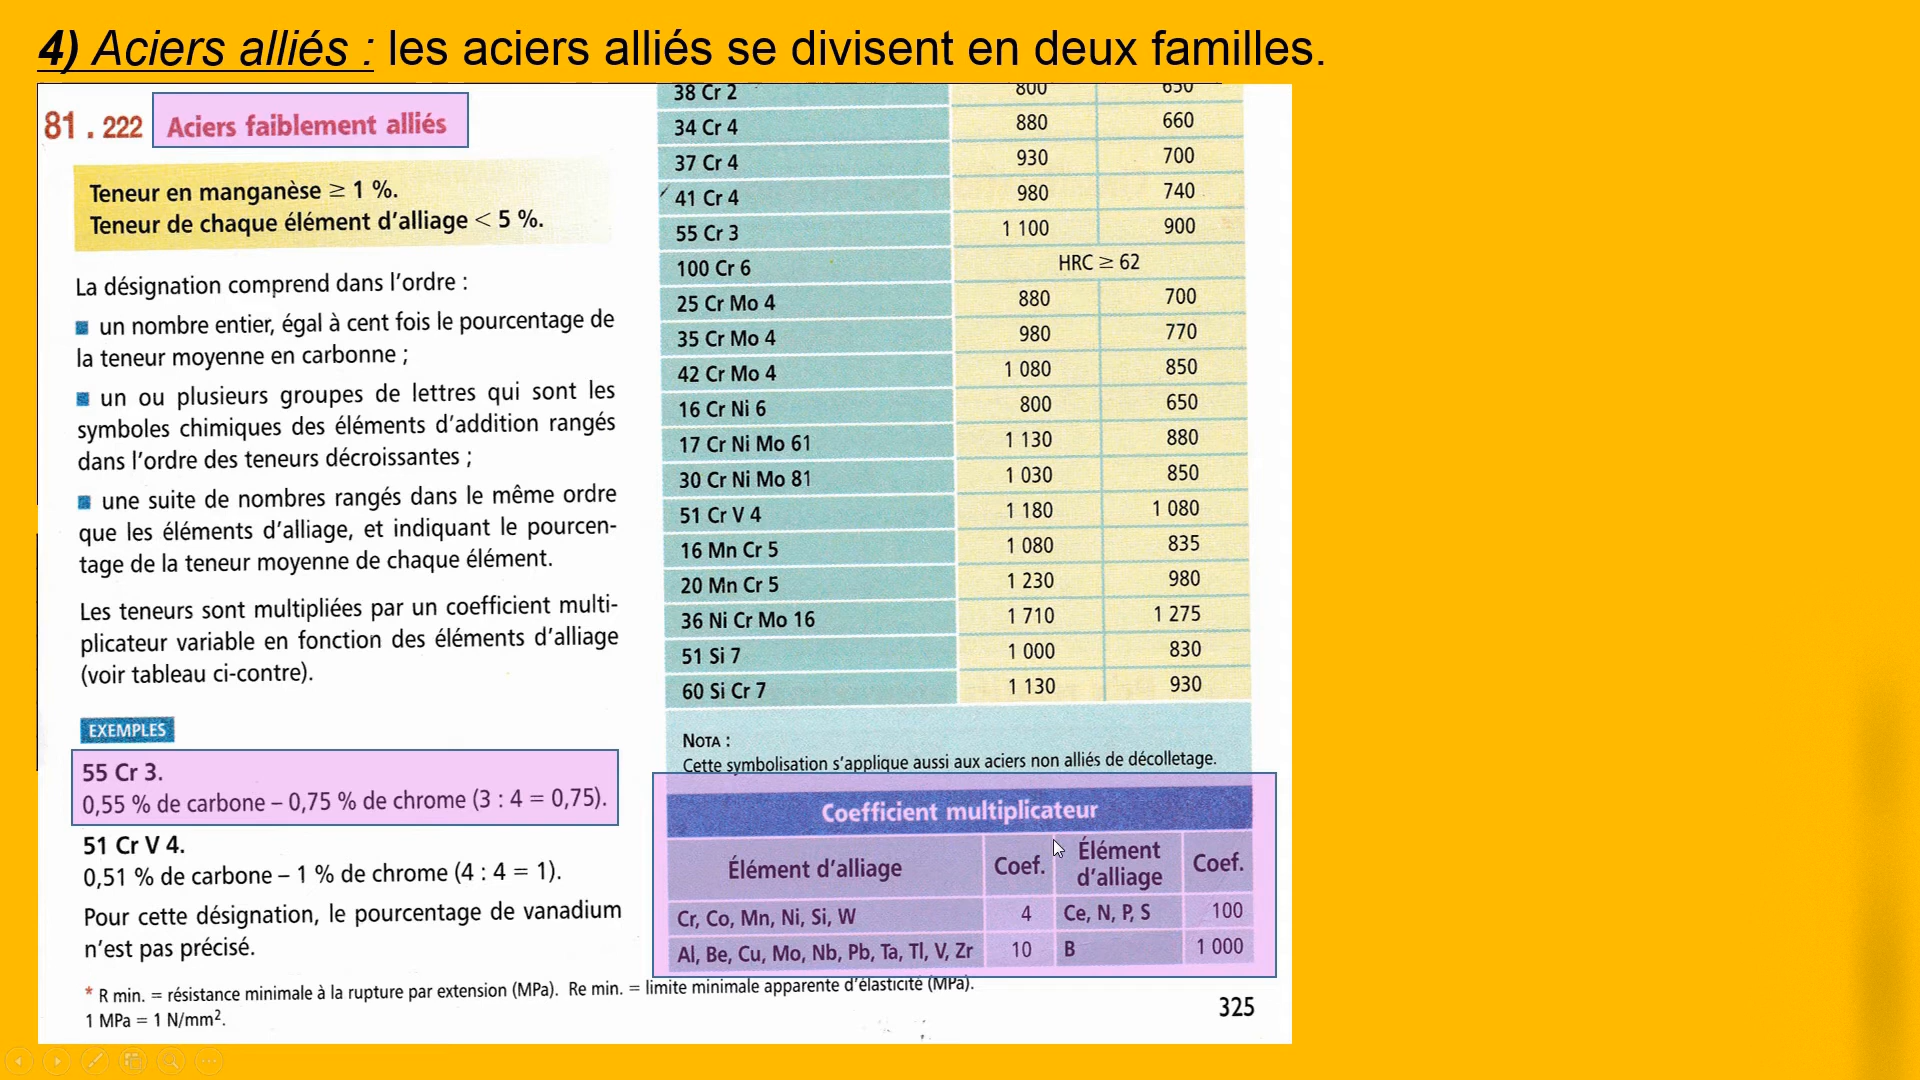 4) Aciers alliés : les aciers alliés se divisent en deux familles.
81 . 222 Aciers faiblement alliés
Teneur en manganèse ≥ 1 %.
Teneur de chaque élément d'alliage < 5 %.
La désignation comprend dans l'ordre :
un nombre entier, égal à cent fois le pourcentage de
la teneur moyenne en carbonne ;
un ou plusieurs groupes de lettres qui sont les
symboles chimiques des éléments d'addition rangés
dans l'ordre des teneurs décroissantes ;
une suite de nombres rangés dans le même ordre
que les éléments d'alliage, et indiquant le pourcen-
tage de la teneur moyenne de chaque élément.
Les teneurs sont multipliées par un coefficient multi-
plicateur variable en fonction des éléments d'alliage
(voir tableau ci-contre).
EXEMPLES
55 Cr 3.
0,55 % de carbone – 0,75 % de chrome (3 : 4 = 0,75).
51 Cr V 4.
0,51 % de carbone – 1 % de chrome (4 : 4 = 1).
Pour cette désignation, le pourcentage de vanadium
n'est pas précisé.
38 Cr 2 800 650
34 Cr 4 880 660
37 Cr 4 930 700
41 Cr 4 980 740
55 Cr 3 1 100 900
100 Cr 6 HRC ≥ 62
25 Cr Mo 4 880 700
35 Cr Mo 4 980 770
42 Cr Mo 4 1 080 850
16 Cr Ni 6 800 650
17 Cr Ni Mo 61 1 130 880
30 Cr Ni Mo 81 1 030 850
51 Cr V 4 1 180 1 080
16 Mn Cr 5 1 080 835
20 Mn Cr 5 1 230 980
36 Ni Cr Mo 16 1 710 1 275
51 Si 7 1 000 830
60 Si Cr 7 1 130 930
NOTA :
Cette symbolisation s'applique aussi aux aciers non alliés de décolletage.
Coefficient multiplicateur
Élément d'alliage Coef. Élément d'alliage Coef.
Cr, Co, Mn, Ni, Si, W 4 Ce, N, P, S 100
Al, Be, Cu, Mo, Nb, Pb, Ta, Tl, V, Zr 10 B 1 000
* R min. = résistance minimale à la rupture par extension (MPa). Re min. = limite minimale apparente d'élasticité (MPa).
1 MPa = 1 N/mm².
325